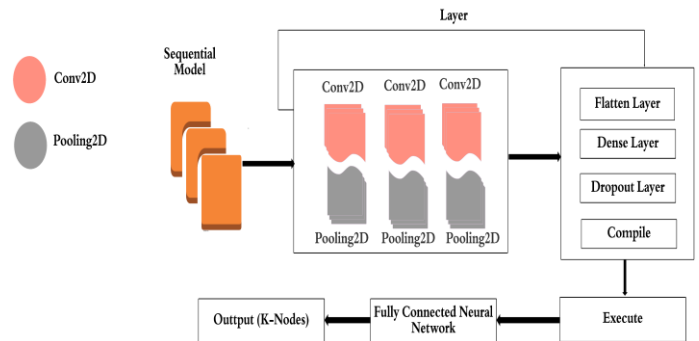 Layer
Sequential
Model
Conv2D
Pooling2D
Conv2D
Conv2D
Conv2D
Pooling2D
Pooling2D
Pooling2D
Flatten Layer
Dense Layer
Dropout Layer
Compile
Outtput (K-Nodes)
Fully Connected Neural
Network
Execute